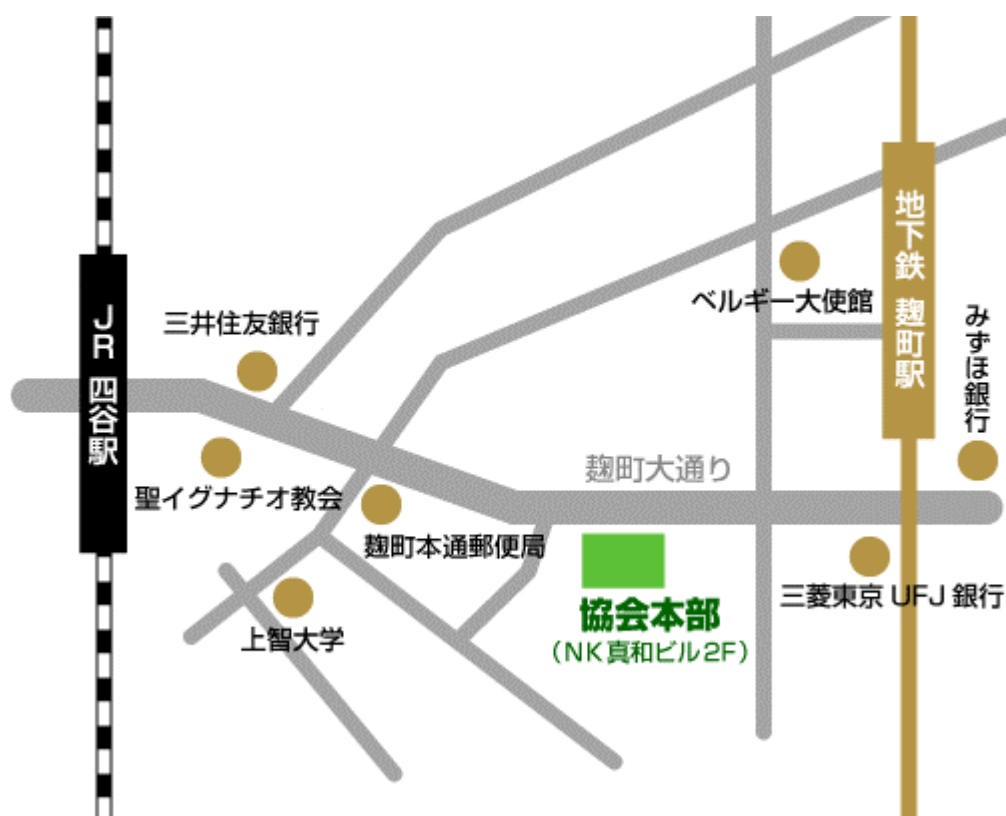 地下鉄 麹町駅
ベルギー大使館
みずほ銀行
JR 四谷駅
三井住友銀行
麹町大通り
聖イグナチオ教会
麹町本通郵便局
三菱東京UFJ銀行
協会本部
(NK真和ビル2F)
上智大学